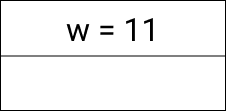 w = 11